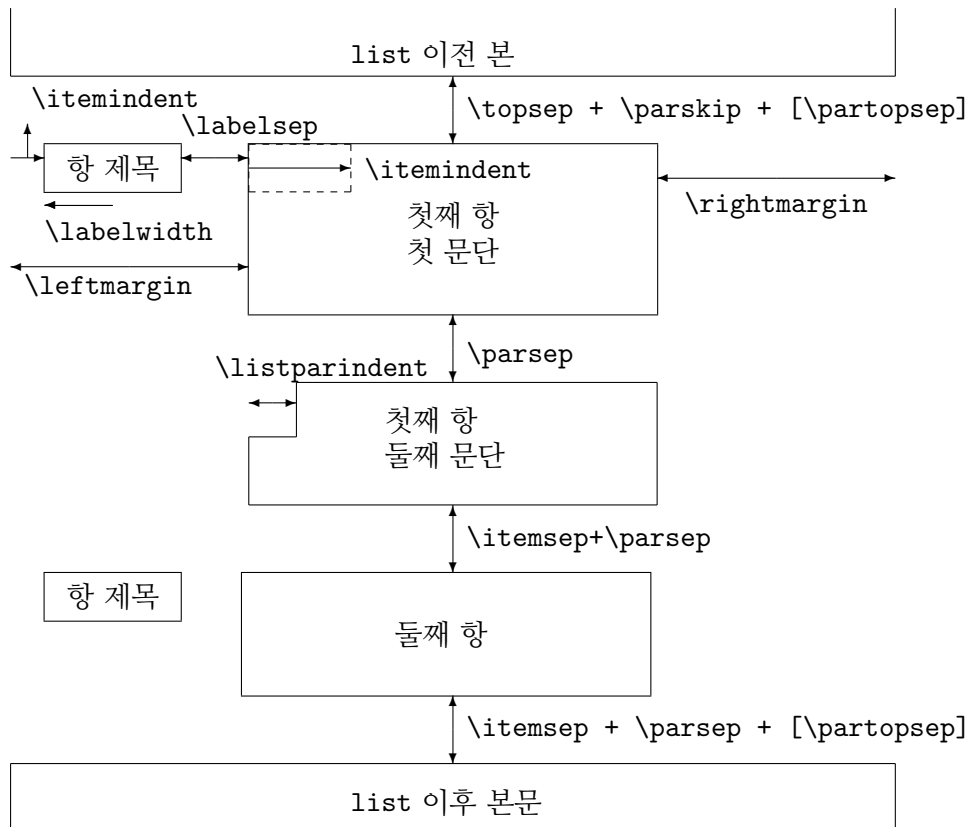 list 이전 본
\itemindent
\topsep + \parskip + [\partopsep]
\labelsep
항 제목
\itemindent
\rightmargin
첫째 항
첫 문단
\labelwidth
\leftmargin
\parsep
\listparindent
첫째 항
둘째 문단
\itemsep+\parsep
항 제목
둘째 항
\itemsep + \parsep + [\partopsep]
list 이후 본문